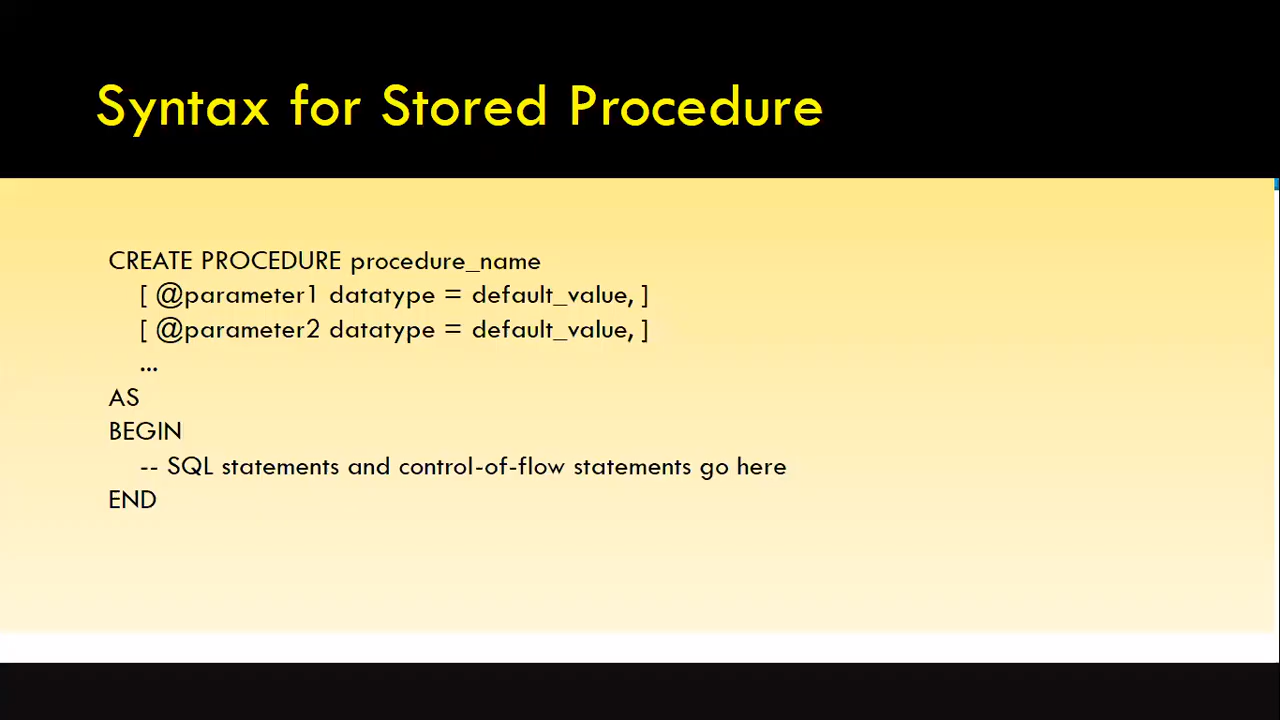 Syntax for Stored Procedure
CREATE PROCEDURE procedure_name
[ @parameter1 datatype = default_value, ]
[ @parameter2 datatype = default_value, ]
...
AS
BEGIN
-- SQL statements and control-of-flow statements go here
END